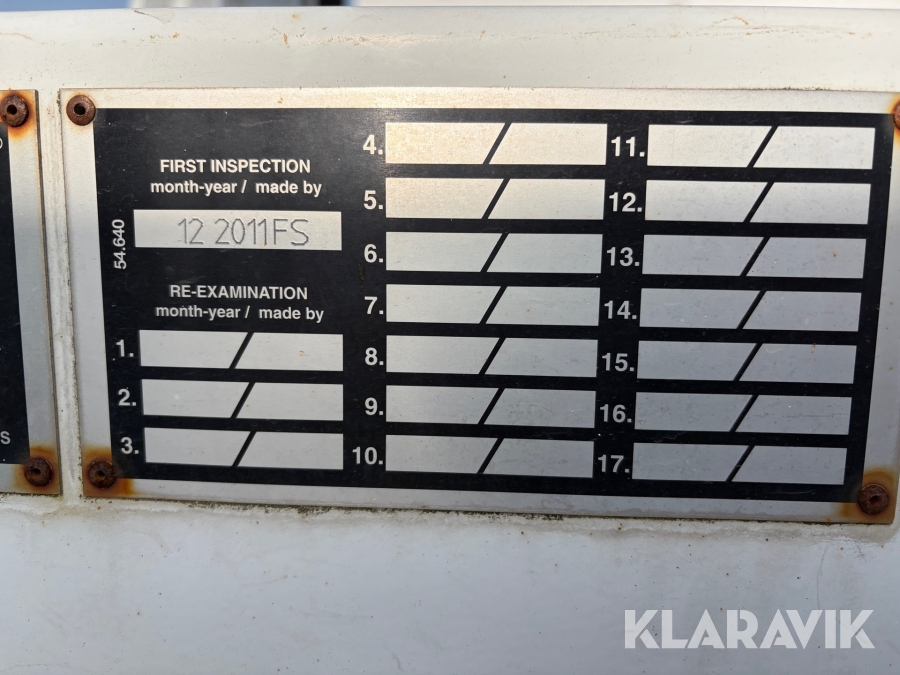 FIRST INSPECTION
month-year / made by
12 2011FS
54.640
RE-EXAMINATION
month-year / made by
1.
2.
3.
4.
5.
6.
7.
8.
9.
10.
11.
12.
13.
14.
15.
16.
17.
S
KLARAVIK